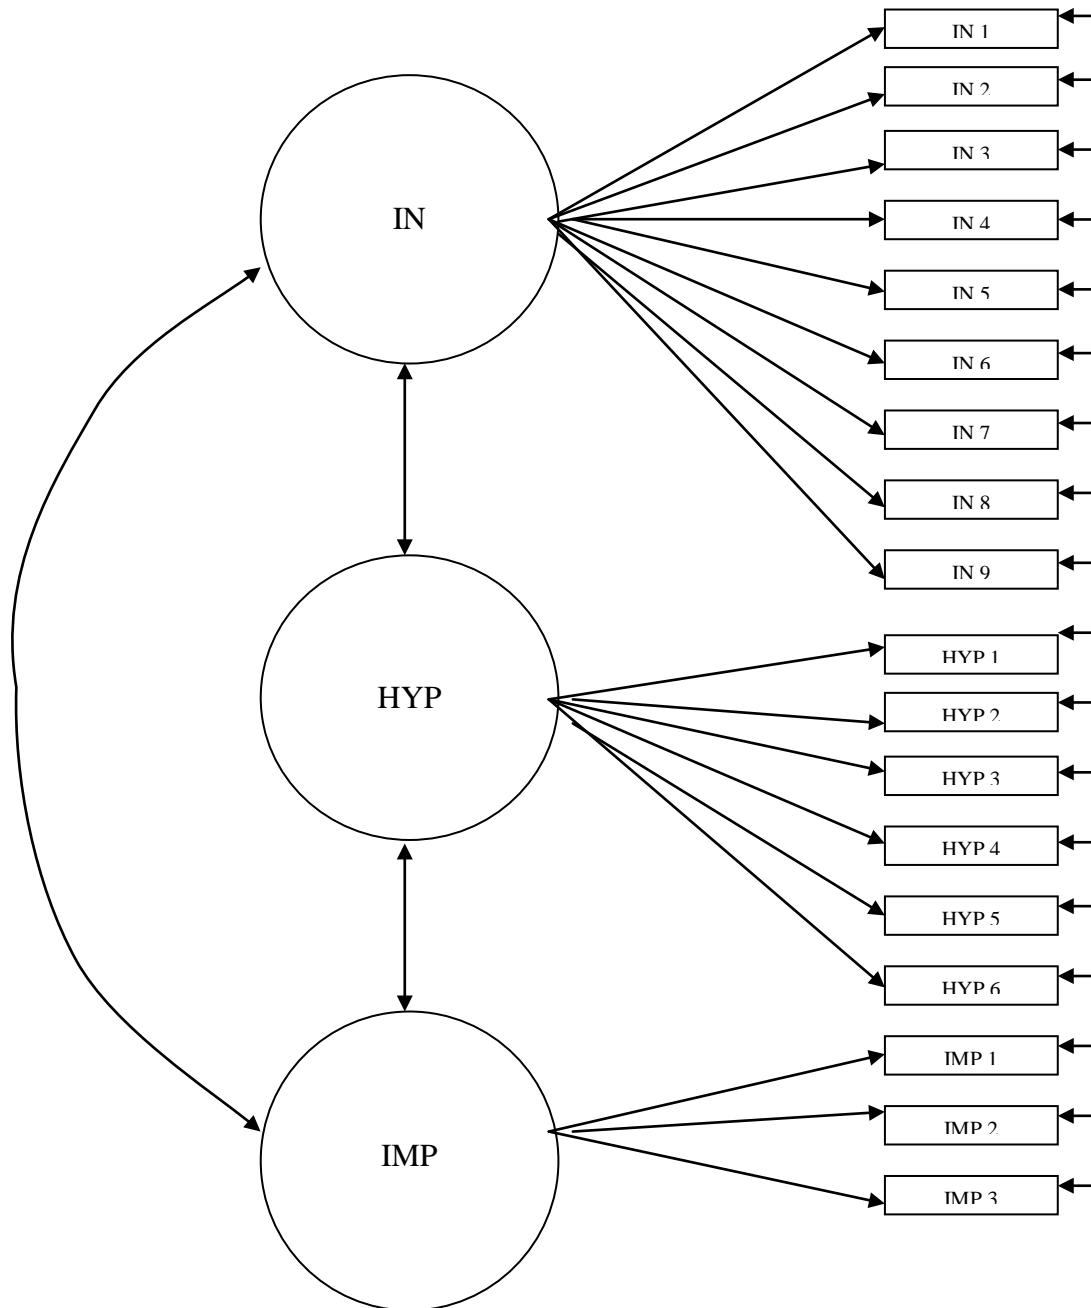 IN 1
IN 2
IN 3
IN
IN 4
IN 5
IN 6
IN 7
IN 8
IN 9
HYP 1
HYP
HYP 2
HYP 3
HYP 4
HYP 5
HYP 6
IMP 1
IMP 2
IMP
IMP 3